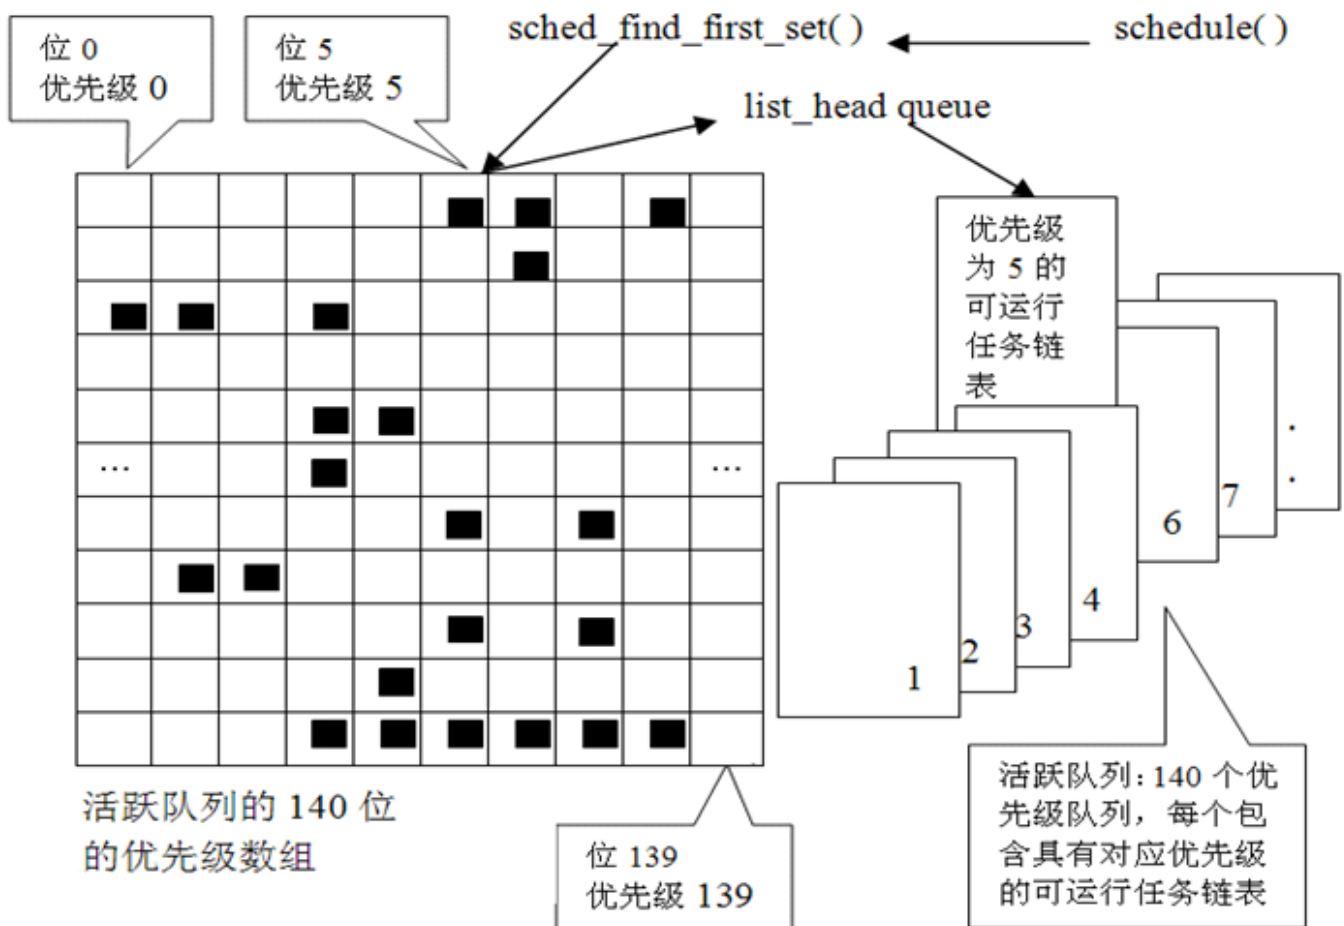 位 0
优先级 0
位 5
优先级 5
sched_find_first_set( )
schedule( )
list_head queue
优先级
为 5 的
可运行
任务链
表
...
...
1
2
3
4
6
7
.
.
活跃队列的 140 位
的优先级数组
位 139
优先级 139
活跃队列：140 个优
先级队列，每个包
含具有对应优先级
的可运行任务链表